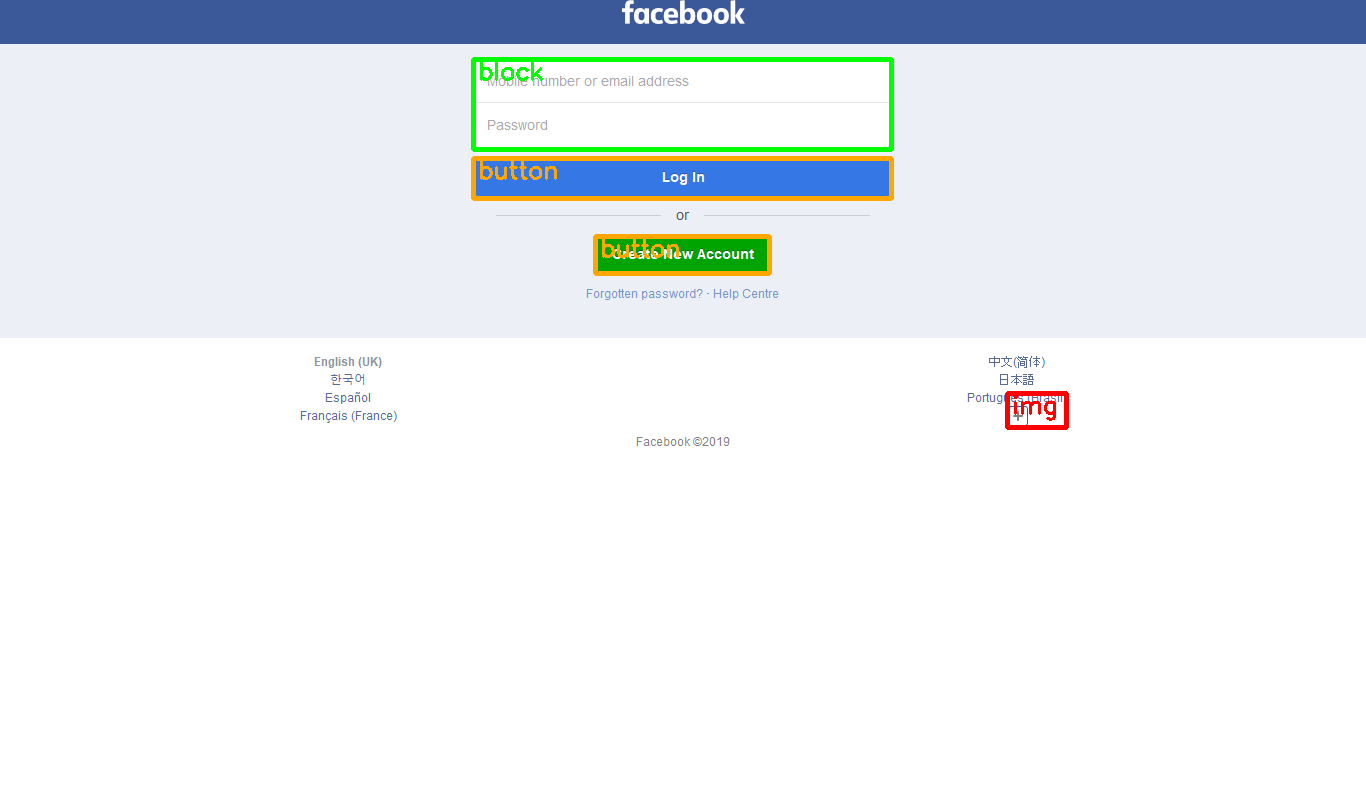 facebook
block
Mobile number or email address
Password
button
Log In
or
button
Create New Account
Forgotten password? · Help Centre
English (UK)
한국어
Español
Français (France)
中文(简体)
日本語
Português (Brasil)
img
+
Facebook ©2019